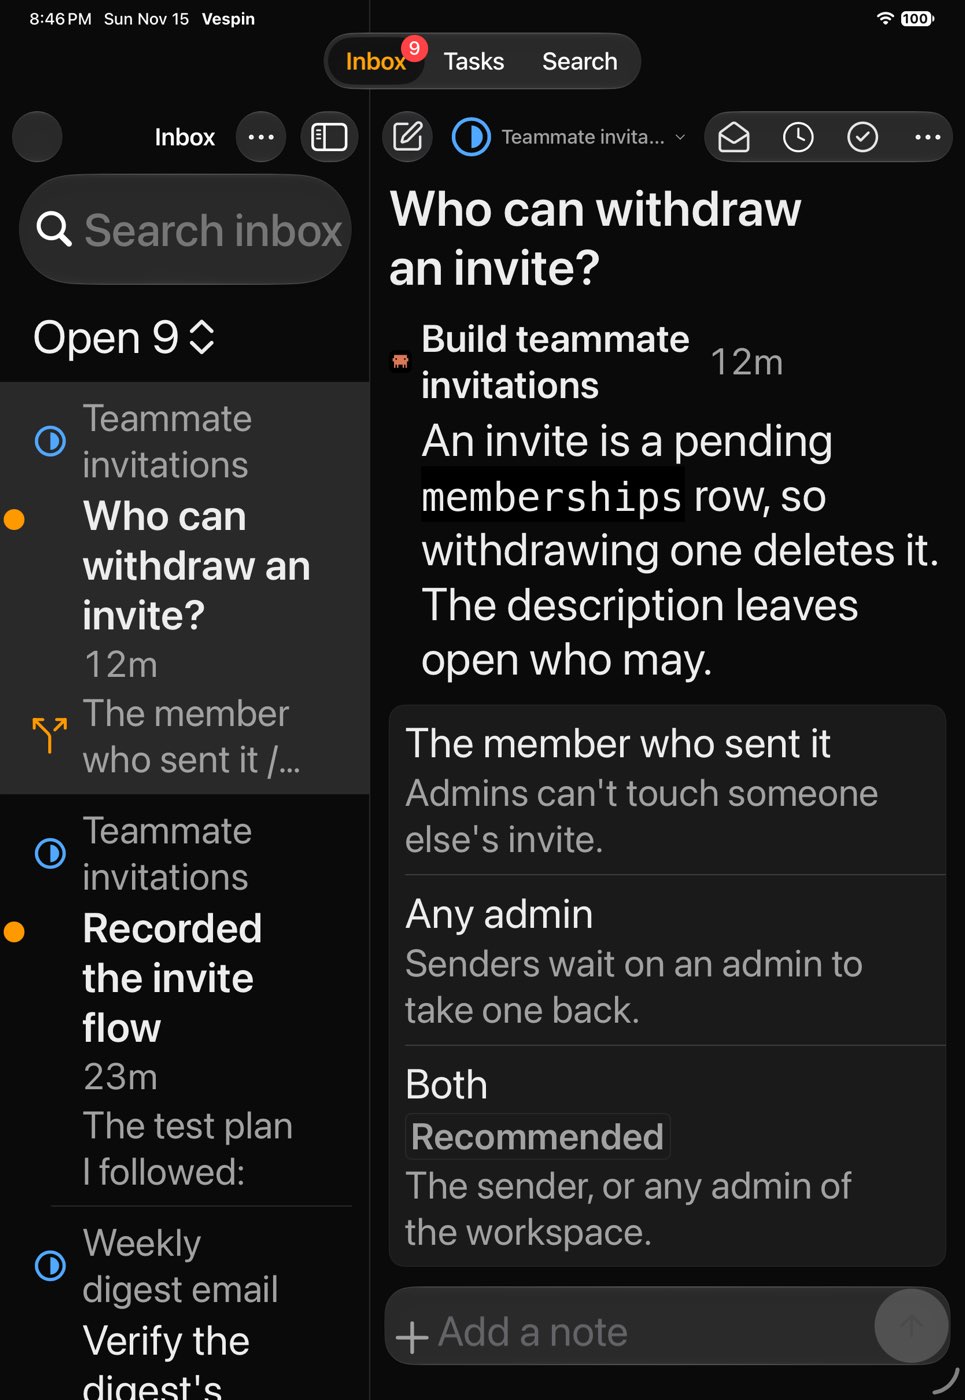 8:46 PM Sun Nov 15 Vespin
100
Inbox
9
Tasks
Search
Inbox
Search inbox
Open 9
Teammate
invitations
Who can
withdraw an
invite?
12m
The member
who sent it /...
Teammate
invitations
Recorded
the invite
flow
23m
The test plan
I followed:
Weekly
digest email
Verify the
digest's
Teammate invita...
Who can withdraw
an invite?
Build teammate
invitations
12m
An invite is a pending
memberships row, so
withdrawing one deletes it.
The description leaves
open who may.
The member who sent it
Admins can't touch someone
else's invite.
Any admin
Senders wait on an admin to
take one back.
Both
Recommended
The sender, or any admin of
the workspace.
Add a note